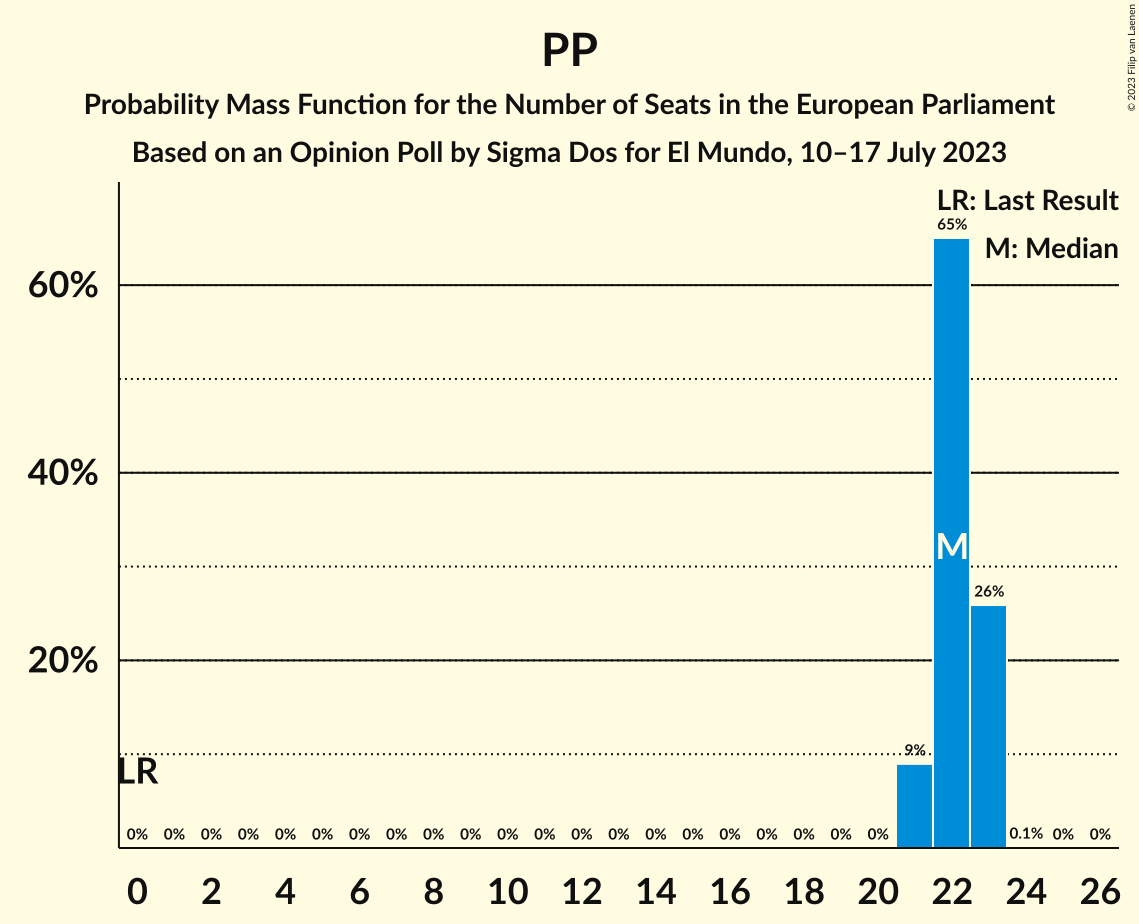 PP
Probability Mass Function for the Number of Seats in the European Parliament
Based on an Opinion Poll by Sigma Dos for El Mundo, 10–17 July 2023
© 2023 Filip van Laenen
LR: Last Result
M: Median
65%
60%
40%
M
26%
20%
9%
LR
0% 0% 0% 0% 0% 0% 0% 0% 0% 0% 0% 0% 0% 0% 0% 0% 0% 0% 0% 0% 0% 0.1% 0% 0%
0 2 4 6 8 10 12 14 16 18 20 22 24 26